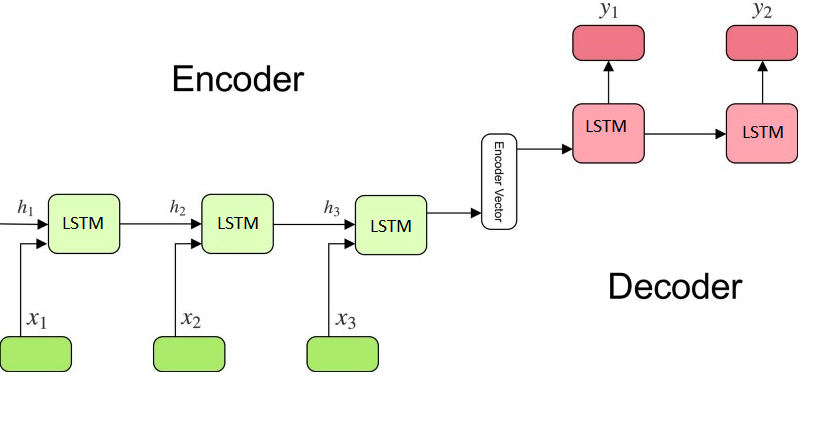 y₁
y₂
Encoder
LSTM
LSTM
Encoder Vector
h₁
LSTM
h₂
LSTM
h₃
LSTM
Decoder
x₁
x₂
x₃